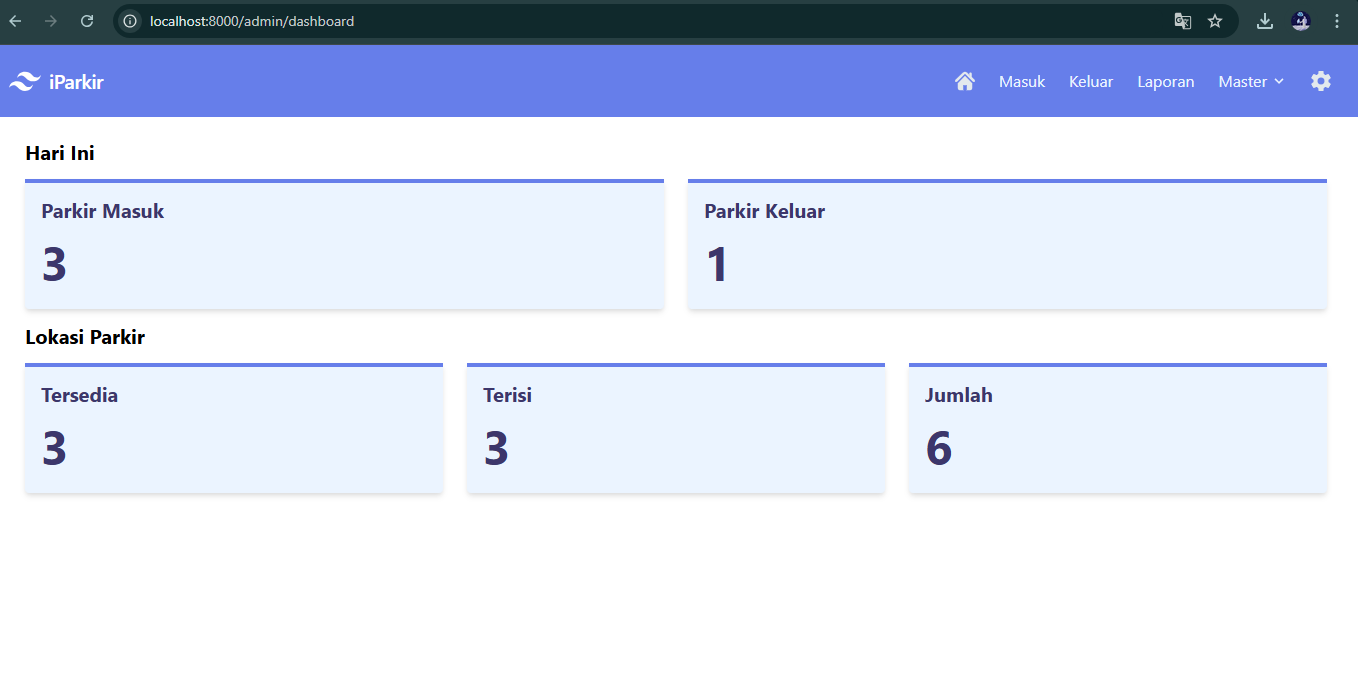 localhost:8000/admin/dashboard
iParkir
Masuk Keluar Laporan Master
Hari Ini
Parkir Masuk
3
Parkir Keluar
1
Lokasi Parkir
Tersedia
3
Terisi
3
Jumlah
6